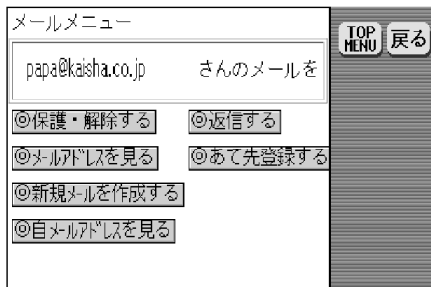 メールメニュー
TOP MENU 戻る
papa@kaisha.co.jp さんのメールを
◎保護・解除する ◎返信する
◎ﾒｰﾙｱﾄﾞﾚｽを見る ◎あて先登録する
◎新規ﾒｰﾙを作成する
◎自ﾒｰﾙｱﾄﾞﾚｽを見る